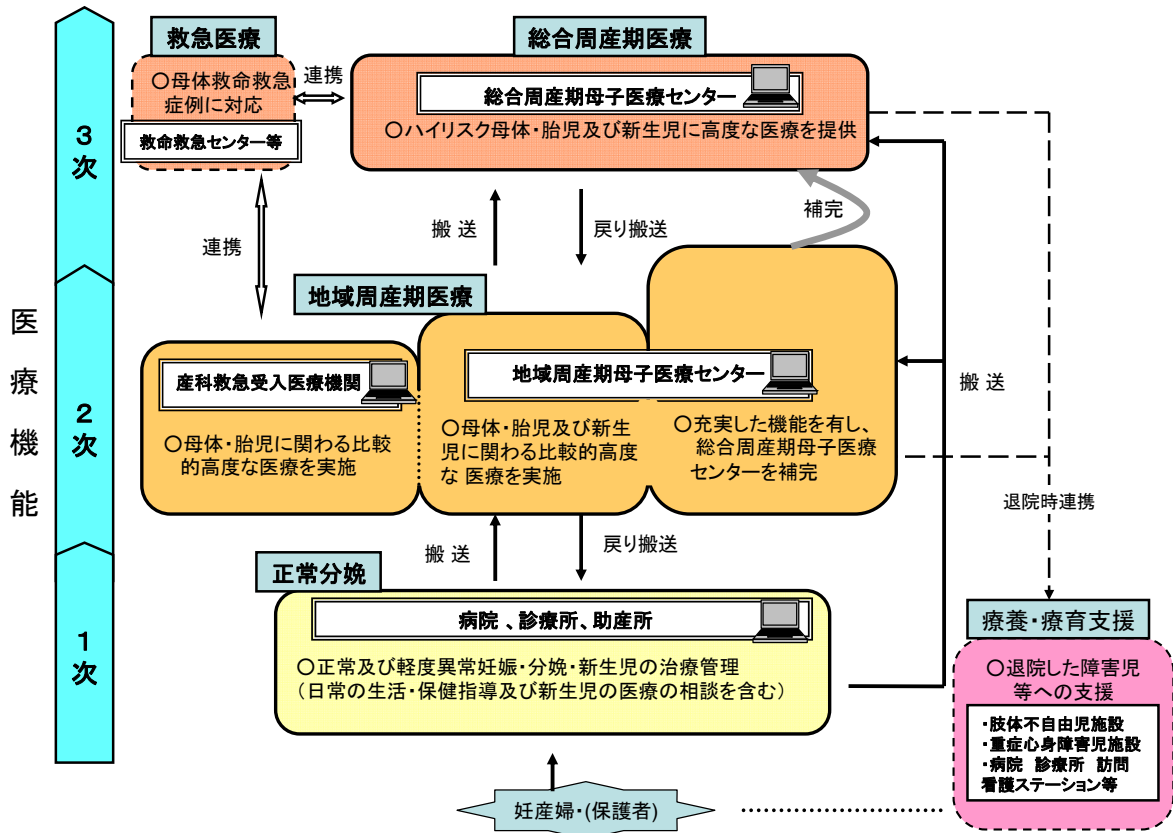 医療機能
3次
2次
1次
救急医療
○母体救命救急
症例に対応
救命救急センター等
連携
総合周産期医療
総合周産期母子医療センター
○ハイリスク母体・胎児及び新生児に高度な医療を提供
連携
搬 送
戻り搬送
補完
地域周産期医療
産科救急受入医療機関
○母体・胎児に関わる比較
的高度な医療を実施
地域周産期母子医療センター
○母体・胎児及び新生
児に関わる比較的高度
な 医療を実施
○充実した機能を有し、
総合周産期母子医療
センターを補完
搬 送
退院時連携
搬 送
戻り搬送
正常分娩
病院 、診療所、助産所
○正常及び軽度異常妊娠・分娩・新生児の治療管理
（日常の生活・保健指導及び新生児の医療の相談を含む）
療養・療育支援
○退院した障害児
等への支援
・肢体不自由児施設
・重症心身障害児施設
・病院 診療所 訪問
看護ステーション等
妊産婦・(保護者)